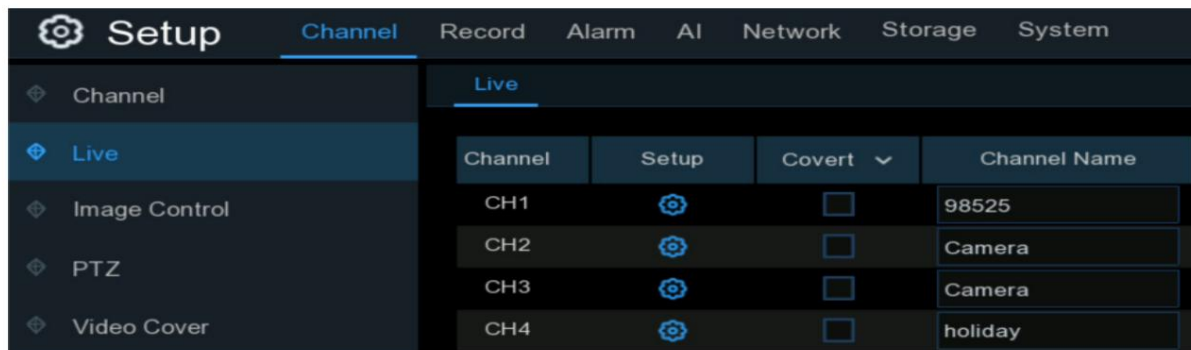 Setup Channel Record Alarm AI Network Storage System
Channel
Live
Image Control
PTZ
Video Cover
Live
Channel Setup Covert Channel Name
CH1 98525
CH2 Camera
CH3 Camera
CH4 holiday